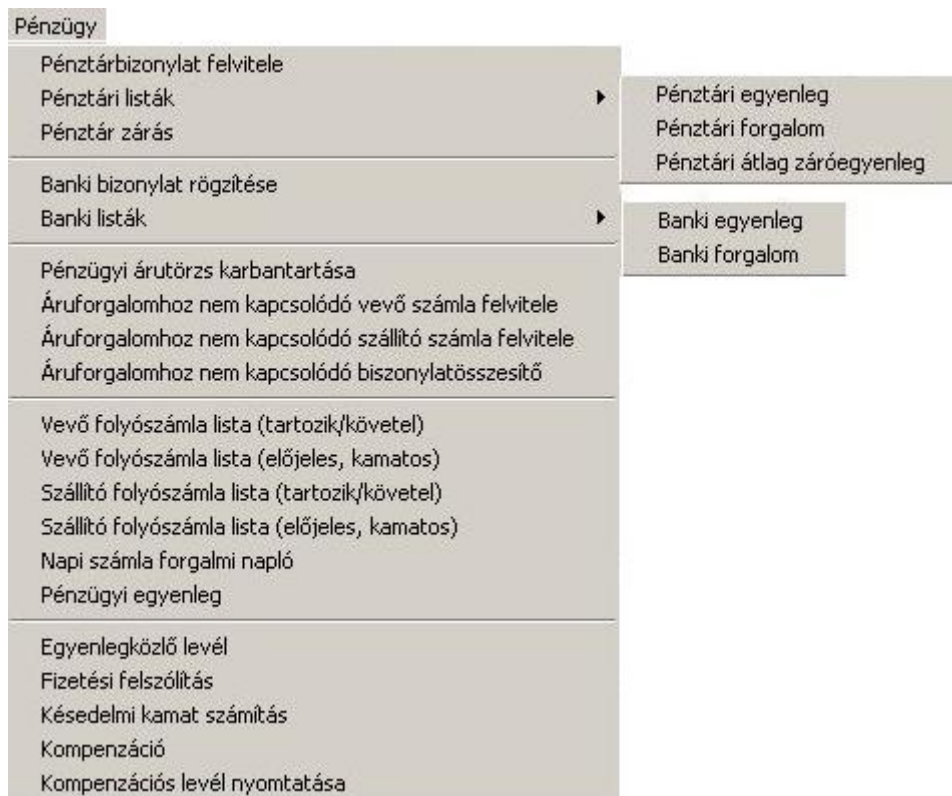 Pénzügy
Pénztárbizonylat felvitele
Pénztári listák
Pénztár zárás
Pénztári egyenleg
Pénztári forgalom
Pénztári átlag záróegyenleg
Banki bizonylat rögzítése
Banki listák
Banki egyenleg
Banki forgalom
Pénzügyi árutörzs karbantartása
Áruforgalomhoz nem kapcsolódó vevő számla felvitele
Áruforgalomhoz nem kapcsolódó szállító számla felvitele
Áruforgalomhoz nem kapcsolódó biszonylatösszesítő
Vevő folyószámla lista (tartozik/követel)
Vevő folyószámla lista (előjeles, kamatos)
Szállító folyószámla lista (tartozik/követel)
Szállító folyószámla lista (előjeles, kamatos)
Napi számla forgalmi napló
Pénzügyi egyenleg
Egyenlegközlő levél
Fizetési felszólítás
Késedelmi kamat számítás
Kompenzáció
Kompenzációs levél nyomtatása